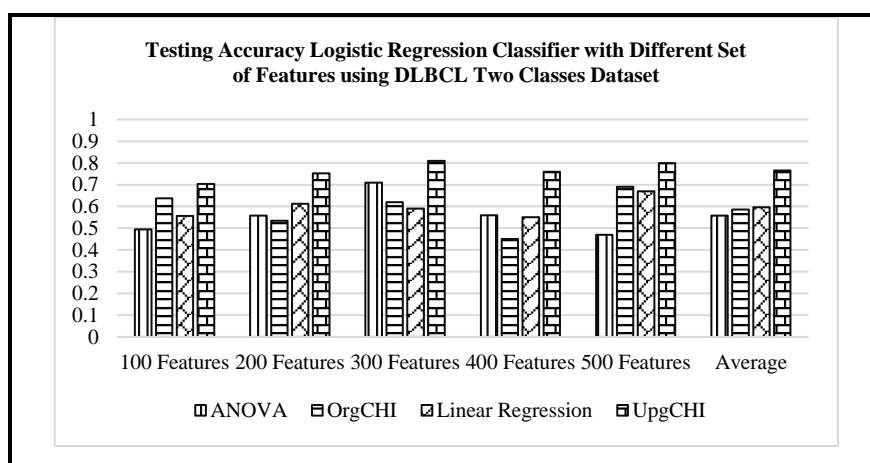 Testing Accuracy Logistic Regression Classifier with Different Set
of Features using DLBCL Two Classes Dataset
1
0.9
0.8
0.7
0.6
0.5
0.4
0.3
0.2
0.1
0
100 Features 200 Features 300 Features 400 Features 500 Features Average
ANOVA OrgCHI Linear Regression UpgCHI